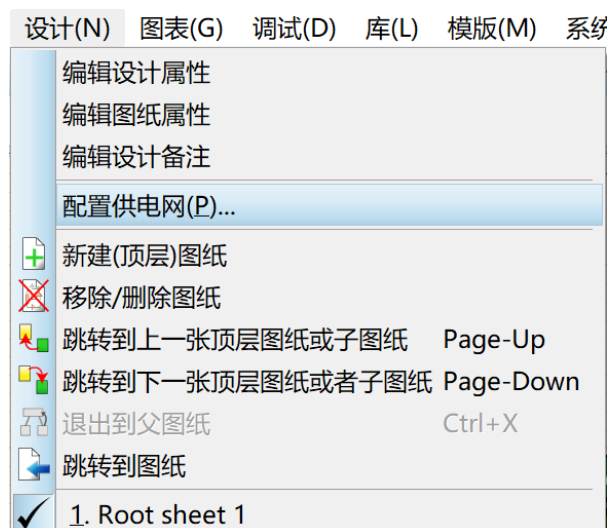 设计(N) 图表(G) 调试(D) 库(L) 模版(M) 系统
编辑设计属性
编辑图纸属性
编辑设计备注
配置供电网(P)...
新建(顶层)图纸
移除/删除图纸
跳转到上一张顶层图纸或子图纸 Page-Up
跳转到下一张顶层图纸或者子图纸 Page-Down
退出到父图纸 Ctrl+X
跳转到图纸
1. Root sheet 1